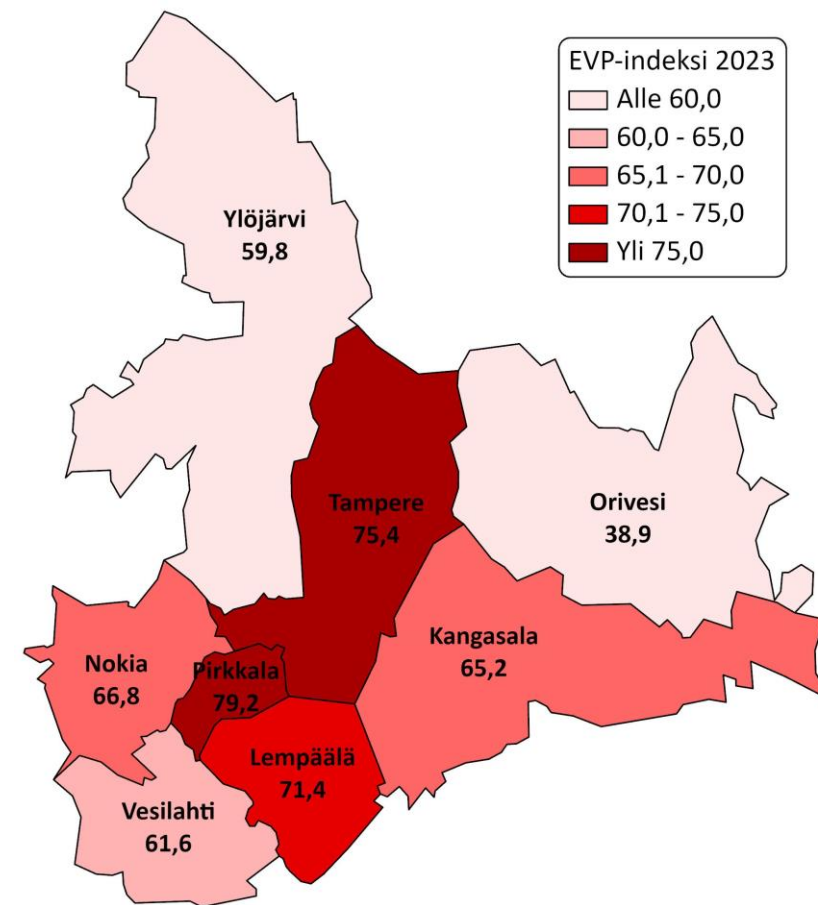 EVP-indeksi 2023
Alle 60,0
60,0 - 65,0
65,1 - 70,0
70,1 - 75,0
Yli 75,0
Ylöjärvi
59,8
Tampere
75,4
Orivesi
38,9
Kangasala
65,2
Nokia
66,8
Pirkkala
79,2
Lempäälä
71,4
Vesilahti
61,6